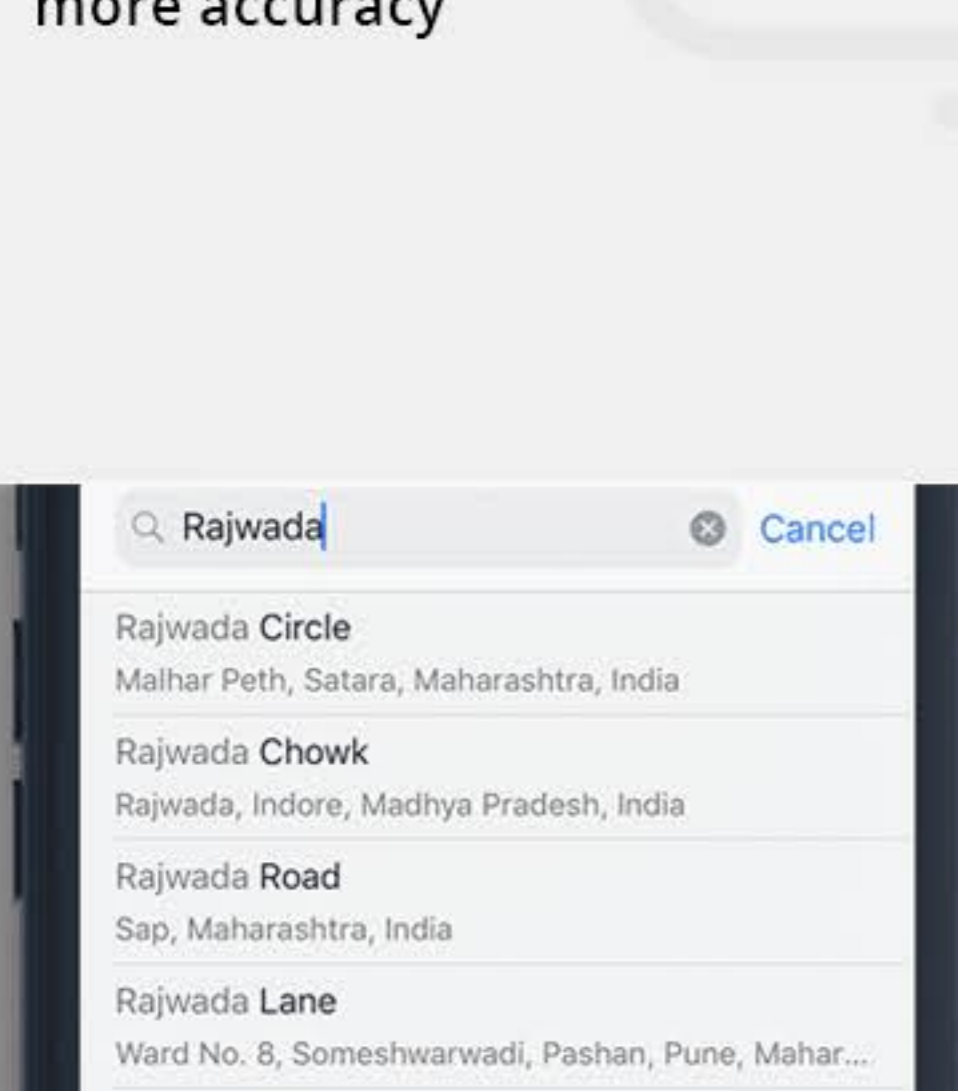 more accuracy
Rajwada Cancel
Rajwada Circle
Malhar Peth, Satara, Maharashtra, India
Rajwada Chowk
Rajwada, Indore, Madhya Pradesh, India
Rajwada Road
Sap, Maharashtra, India
Rajwada Lane
Ward No. 8, Someshwarwadi, Pashan, Pune, Mahar...